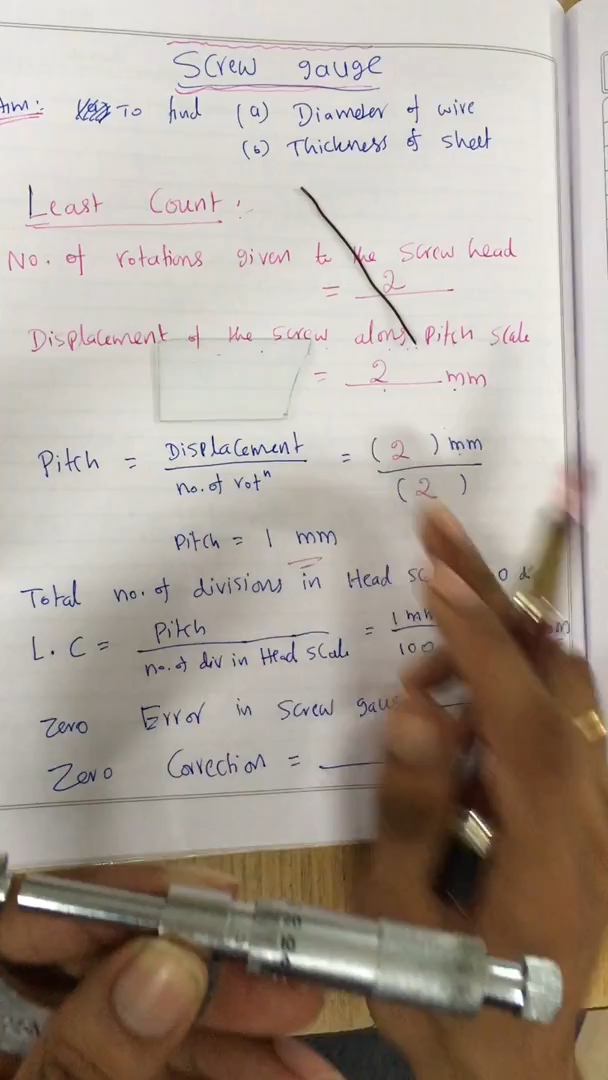 Screw gauge
Aim: To find (a) Diameter of wire
(b) Thickness of sheet
Least Count :
No. of rotations given to the screw head
= 2
Displacement of the screw along Pitch scale
= 2 mm
Pitch = Displacement / no. of rotⁿ = (2) mm / (2)
Pitch = 1 mm
Total no. of divisions in Head
L.C = Pitch / no. of div in Head scale = 1 mm / 100
Zero Error in screw gau
Zero Correction = ___